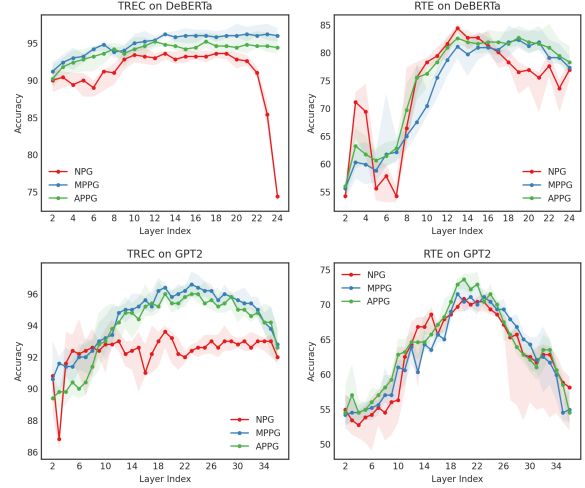 TREC on DeBERTa
Accuracy
95
90
85
80
75
NPG
MPPG
APPG
2 4 6 8 10 12 14 16 18 20 22 24
Layer Index
RTE on DeBERTa
Accuracy
85
80
75
70
65
60
55
NPG
MPPG
APPG
2 4 6 8 10 12 14 16 18 20 22 24
Layer Index
TREC on GPT2
Accuracy
96
94
92
90
88
86
NPG
MPPG
APPG
2 6 10 14 18 22 26 30 34
Layer Index
RTE on GPT2
Accuracy
75
70
65
60
55
50
NPG
MPPG
APPG
2 6 10 14 18 22 26 30 34
Layer Index